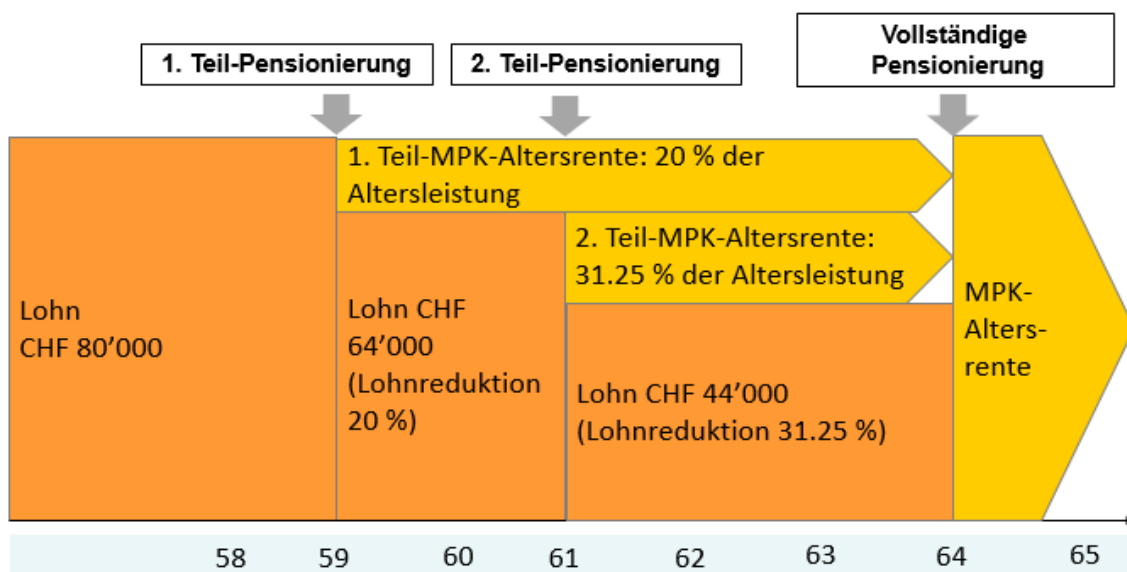 1. Teil-Pensionierung
2. Teil-Pensionierung
Vollständige
Pensionierung
1. Teil-MPK-Altersrente: 20 % der
Altersleistung
2. Teil-MPK-Altersrente:
31.25 % der Altersleistung
Lohn
CHF 80’000
Lohn CHF
64’000
(Lohnreduktion
20 %)
Lohn CHF 44’000
(Lohnreduktion 31.25 %)
MPK-
Alters-
rente
58 59 60 61 62 63 64 65